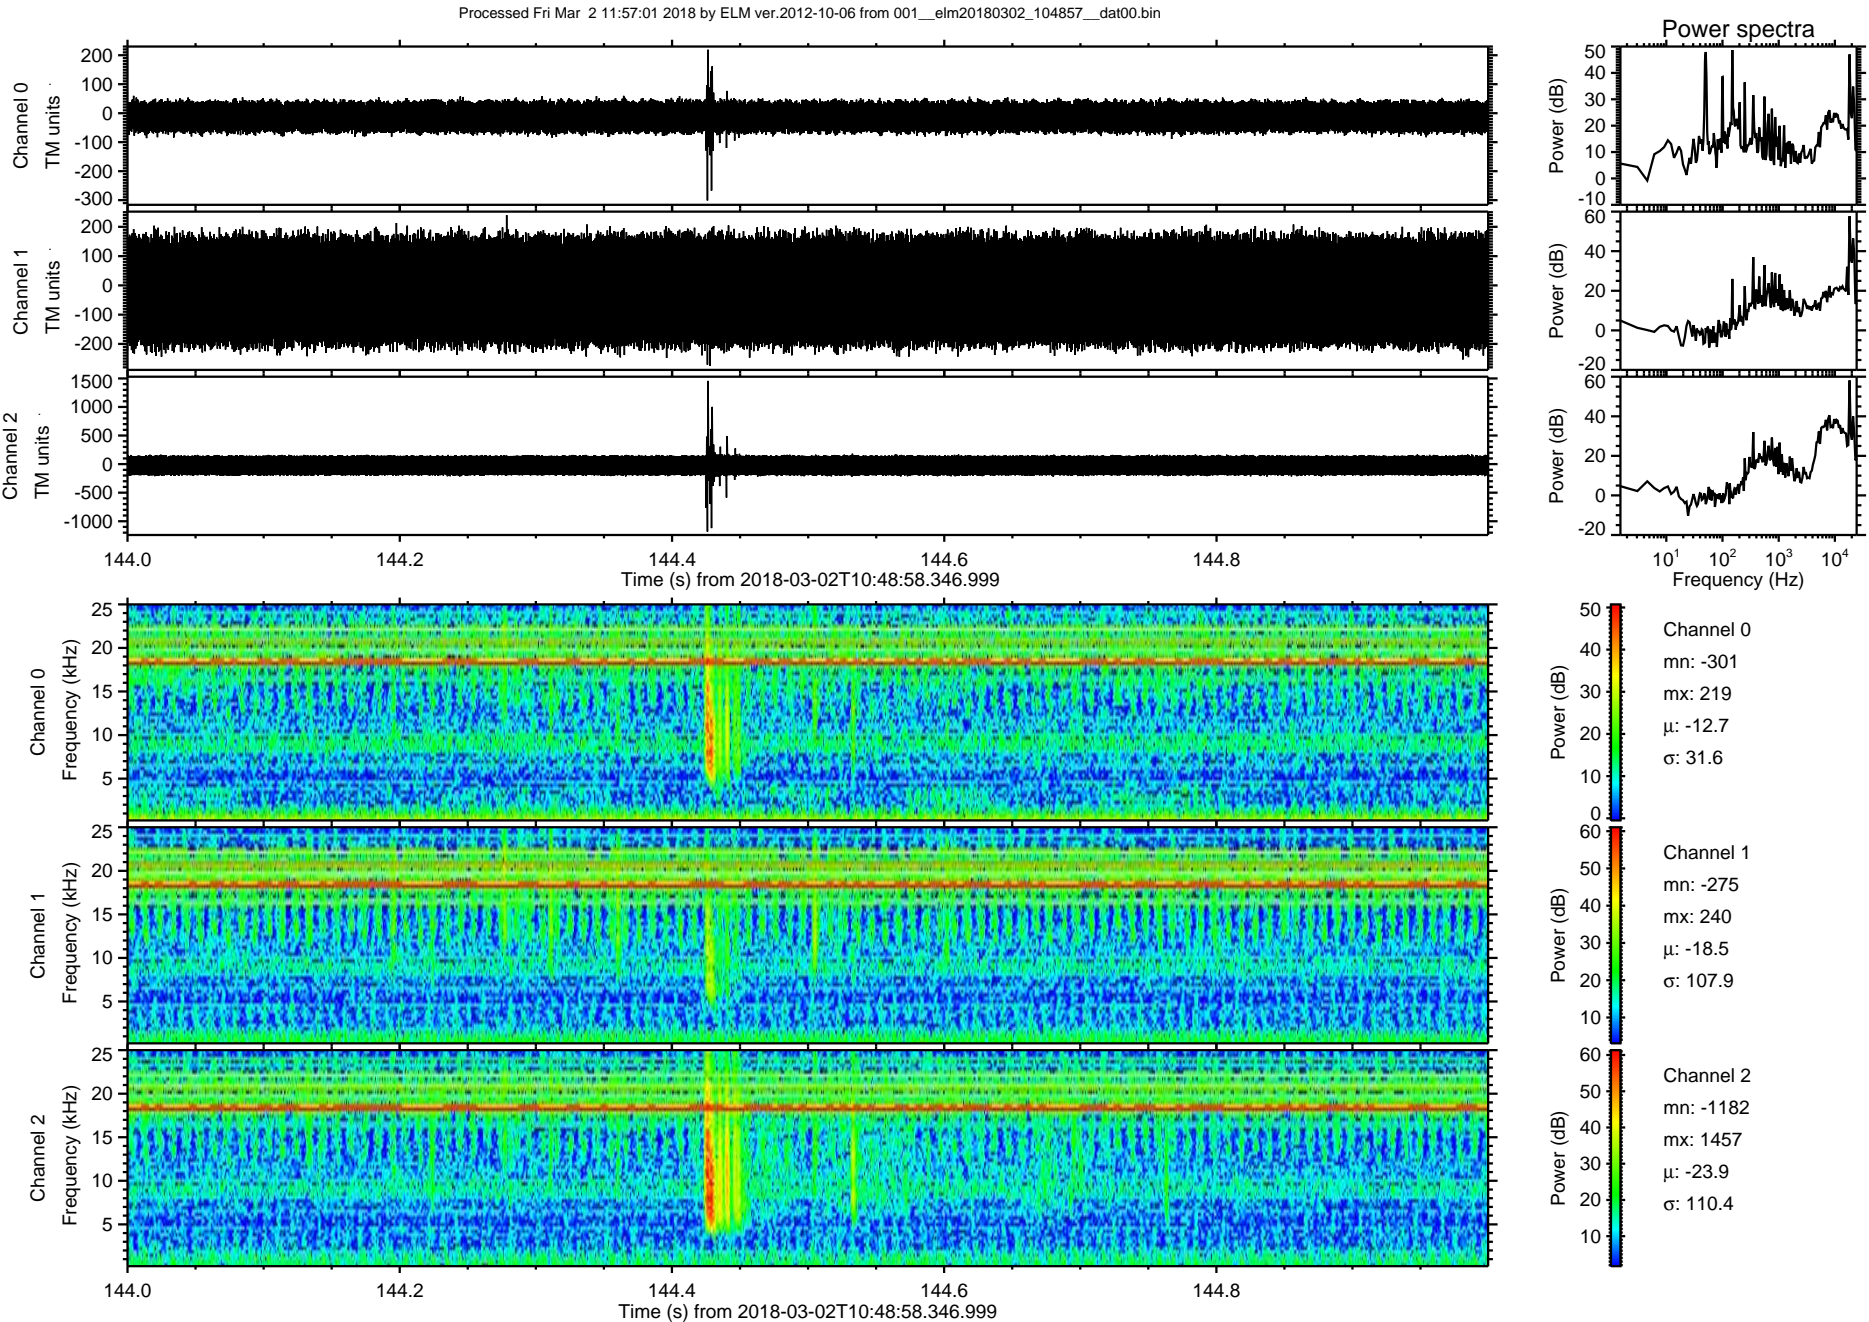 Processed Fri Mar  2 11:57:01 2018 by ELM ver.2012-10-06 from 001__elm20180302_104857__dat00.bin
Power spectra
Channel 0
TM units
200
100
0
-100
-200
-300
Power (dB)
50
40
30
20
10
0
-10
Channel 1
TM units
200
100
0
-100
-200
Power (dB)
60
40
20
0
-20
Channel 2
TM units
1500
1000
500
0
-500
-1000
Power (dB)
60
40
20
0
-20
144.0 144.2 144.4 144.6 144.8
Time (s) from 2018-03-02T10:48:58.346.999
10^1 10^2 10^3 10^4
Frequency (Hz)
Channel 0
Frequency (kHz)
25
20
15
10
5
Power (dB)
50
40
30
20
10
0
Channel 0
mn: -301
mx: 219
μ: -12.7
σ: 31.6
Channel 1
Frequency (kHz)
25
20
15
10
5
Power (dB)
60
50
40
30
20
10
Channel 1
mn: -275
mx: 240
μ: -18.5
σ: 107.9
Channel 2
Frequency (kHz)
25
20
15
10
5
Power (dB)
60
50
40
30
20
10
Channel 2
mn: -1182
mx: 1457
μ: -23.9
σ: 110.4
144.0 144.2 144.4 144.6 144.8
Time (s) from 2018-03-02T10:48:58.346.999